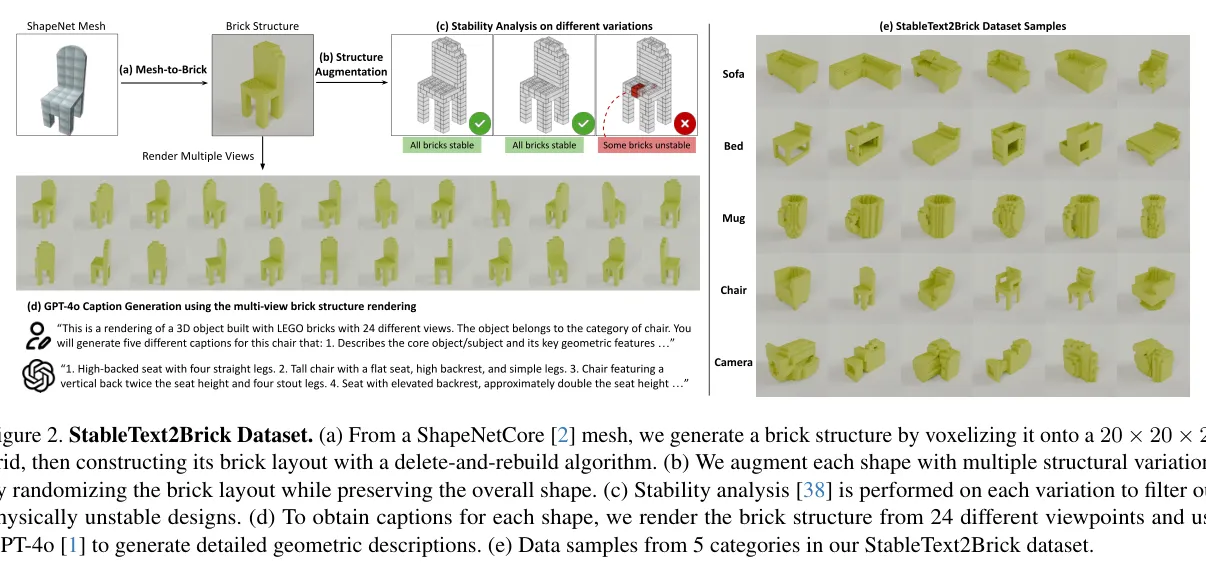 ShapeNet Mesh
Brick Structure
(c) Stability Analysis on different variations
(a) Mesh-to-Brick
(b) Structure
Augmentation
All bricks stable
All bricks stable
Some bricks unstable
Render Multiple Views
(d) GPT-4o Caption Generation using the multi-view brick structure rendering
“This is a rendering of a 3D object built with LEGO bricks with 24 different views. The object belongs to the category of chair. You
will generate five different captions for this chair that: 1. Describes the core object/subject and its key geometric features …”
“1. High-backed seat with four straight legs. 2. Tall chair with a flat seat, high backrest, and simple legs. 3. Chair featuring a
vertical back twice the seat height and four stout legs. 4. Seat with elevated backrest, approximately double the seat height …”
(e) StableText2Brick Dataset Samples
Sofa
Bed
Mug
Chair
Camera
igure 2. StableText2Brick Dataset. (a) From a ShapeNetCore [2] mesh, we generate a brick structure by voxelizing it onto a 20 × 20 × 2
rid, then constructing its brick layout with a delete-and-rebuild algorithm. (b) We augment each shape with multiple structural variation
y randomizing the brick layout while preserving the overall shape. (c) Stability analysis [38] is performed on each variation to filter ou
hysically unstable designs. (d) To obtain captions for each shape, we render the brick structure from 24 different viewpoints and us
PT-4o [1] to generate detailed geometric descriptions. (e) Data samples from 5 categories in our StableText2Brick dataset.